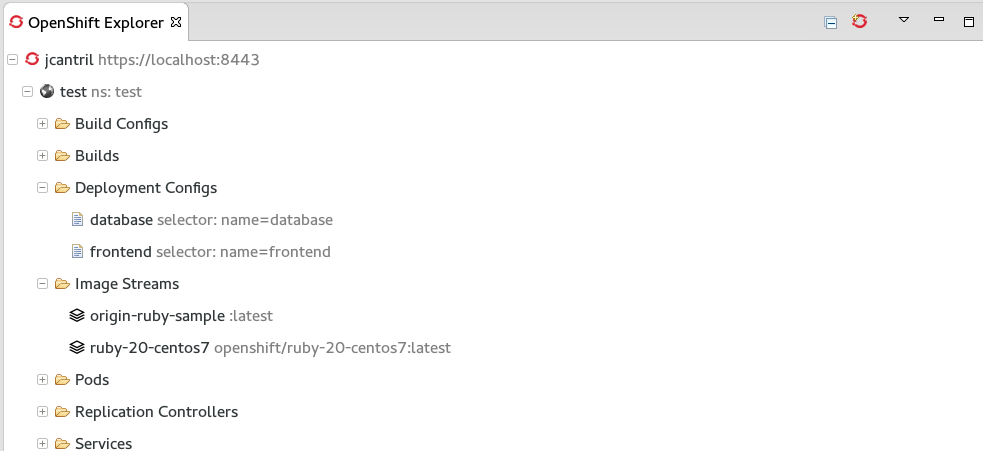 OpenShift Explorer
jcantril https://localhost:8443
test ns: test
Build Configs
Builds
Deployment Configs
database selector: name=database
frontend selector: name=frontend
Image Streams
origin-ruby-sample :latest
ruby-20-centos7 openshift/ruby-20-centos7:latest
Pods
Replication Controllers
Services